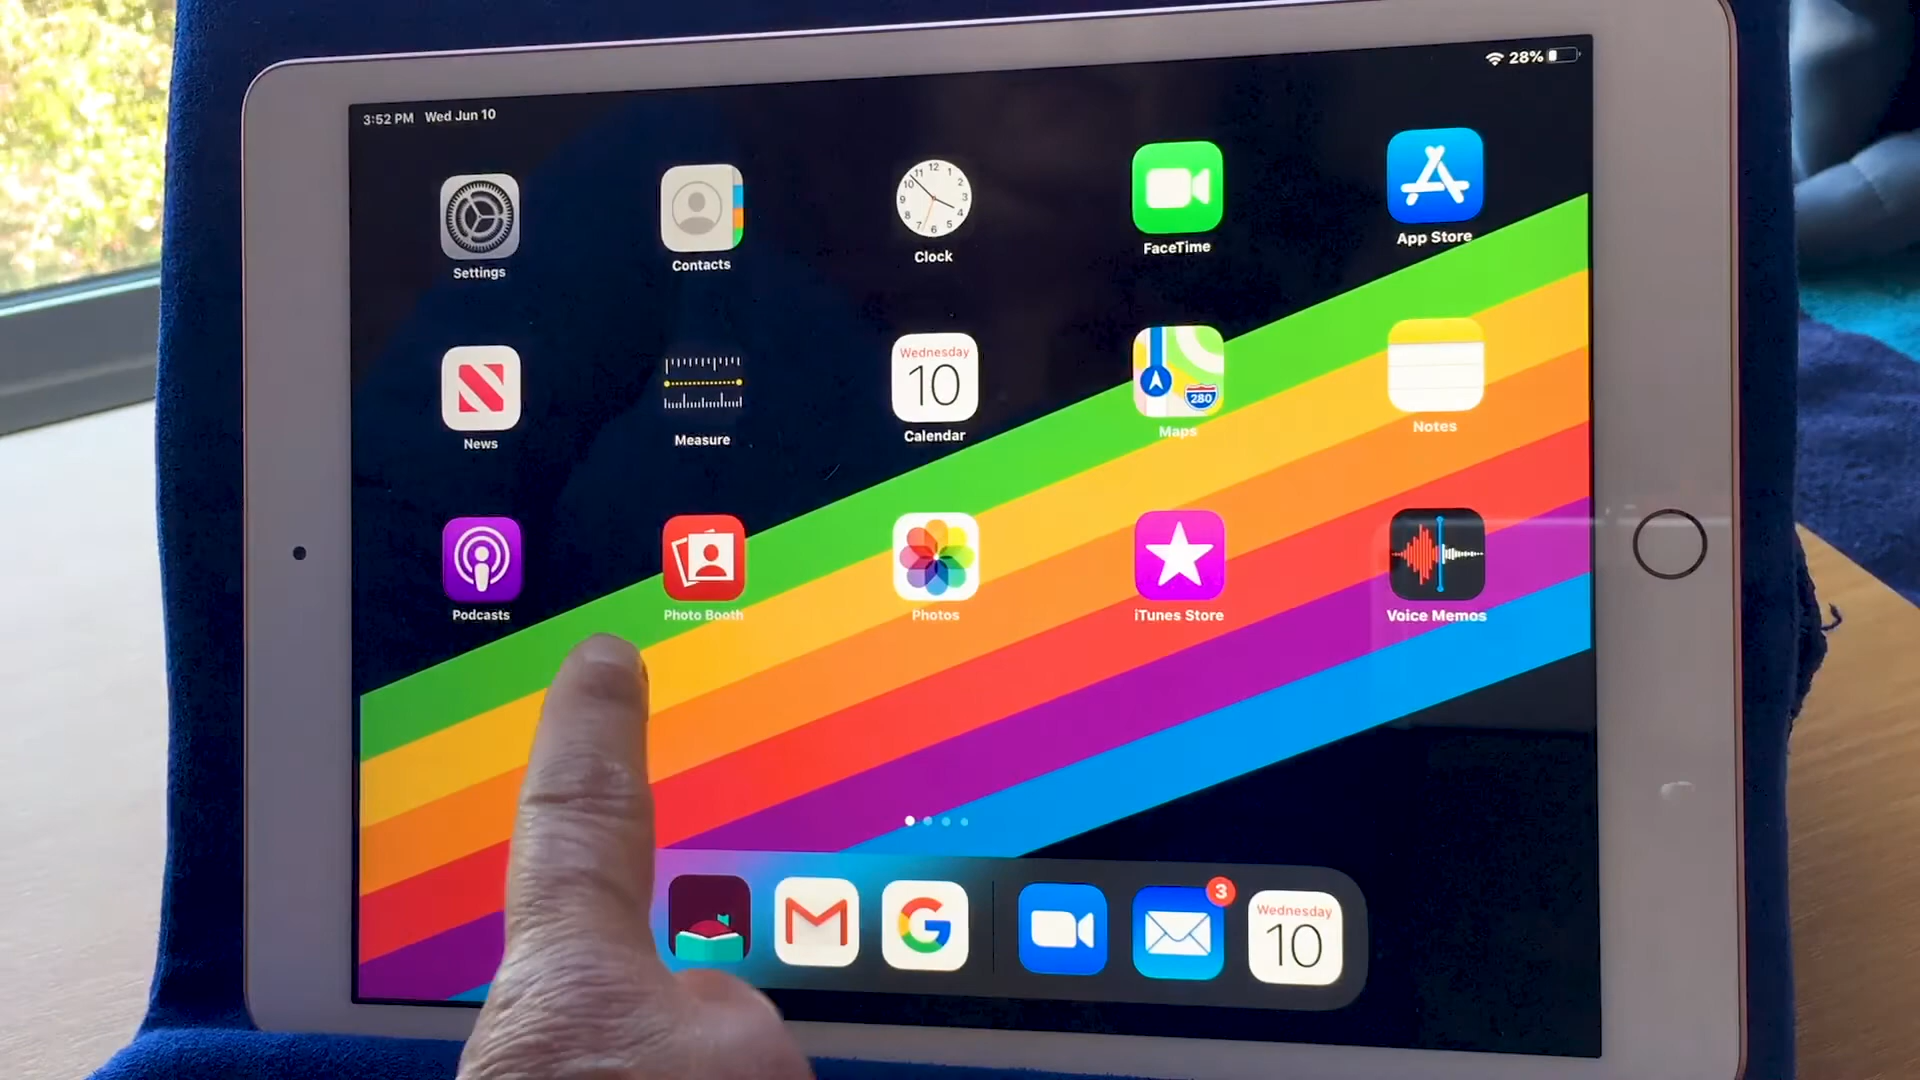 3:52 PM Wed Jun 10
28%
Settings
Contacts
Clock
FaceTime
App Store
News
Measure
Wednesday
10
Calendar
280
Maps
Notes
Podcasts
Photo Booth
Photos
iTunes Store
Voice Memos
3
Wednesday
10